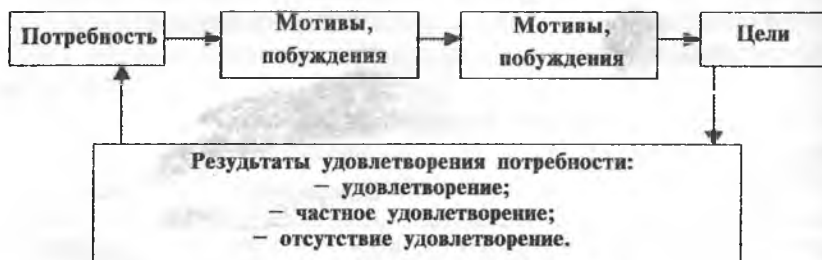 Потребность
Мотивы,
побуждения
Мотивы,
побуждения
Цели
Результаты удовлетворения потребности:
— удовлетворение;
— частное удовлетворение;
— отсутствие удовлетворение.